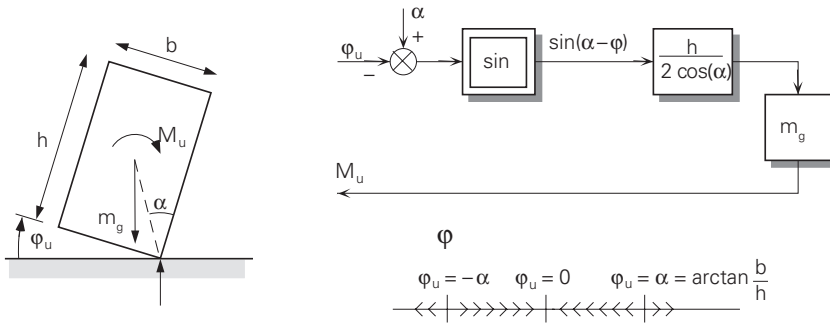 b
h
M_u
α
m_g
φ_u
α
φ_u
+
−
sin
sin(α−φ)
h
2 cos(α)
m_g
M_u
φ
φ_u = −α
φ_u = 0
φ_u = α = arctan b/h